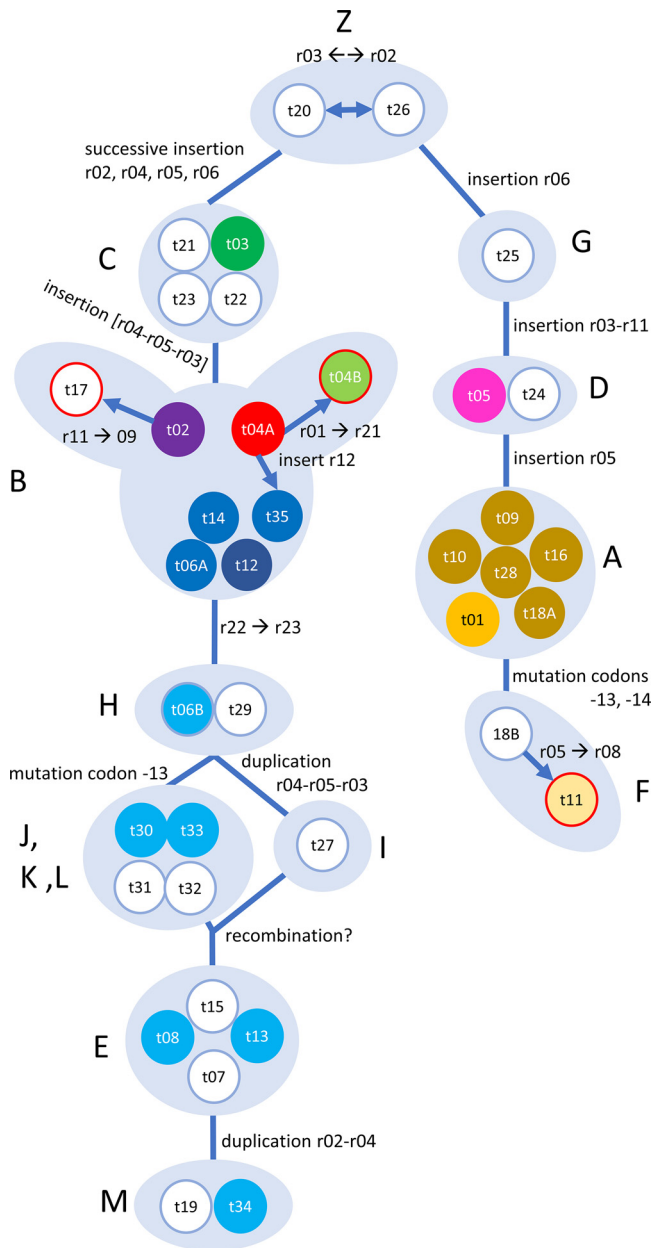 Z
r03 ←→ r02
t20
t26
successive insertion
r02, r04, r05, r06
insertion r06
C
t21
t03
t23
t22
G
t25
insertion [r04-r05-r03]
insertion r03-r11
t17
t04B
t05
t24
D
t02
t04A
r11 → 09
r01 → r21
insert r12
insertion r05
B
t14
t35
t06A
t12
t09
t10
t16
t28
t01
t18A
A
r22 → r23
mutation codons
-13, -14
H
t06B
t29
18B
r05 → r08
t11
F
mutation codon -13
duplication
r04-r05-r03
J,
K ,L
t30
t33
t31
t32
t27
I
recombination?
E
t15
t08
t13
t07
duplication r02-r04
M
t19
t34